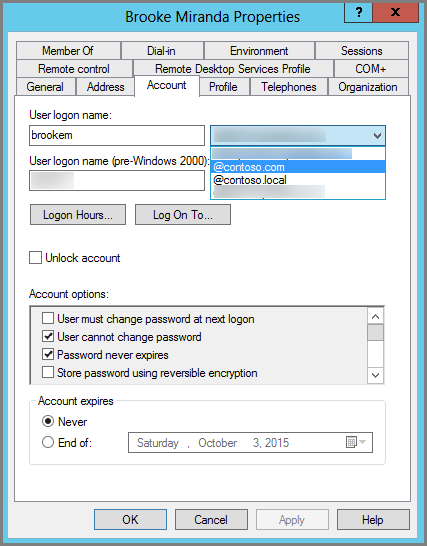 Brooke Miranda Properties
? x
Member Of Dial-in Environment Sessions
Remote control Remote Desktop Services Profile COM+
General Address Account Profile Telephones Organization
User logon name:
brookem
User logon name (pre-Windows 2000):
@contoso.com
@contoso.local
Logon Hours... Log On To...
Unlock account
Account options:
User must change password at next logon
User cannot change password
Password never expires
Store password using reversible encryption
Account expires
Never
End of: Saturday , October 3, 2015
OK Cancel Apply Help